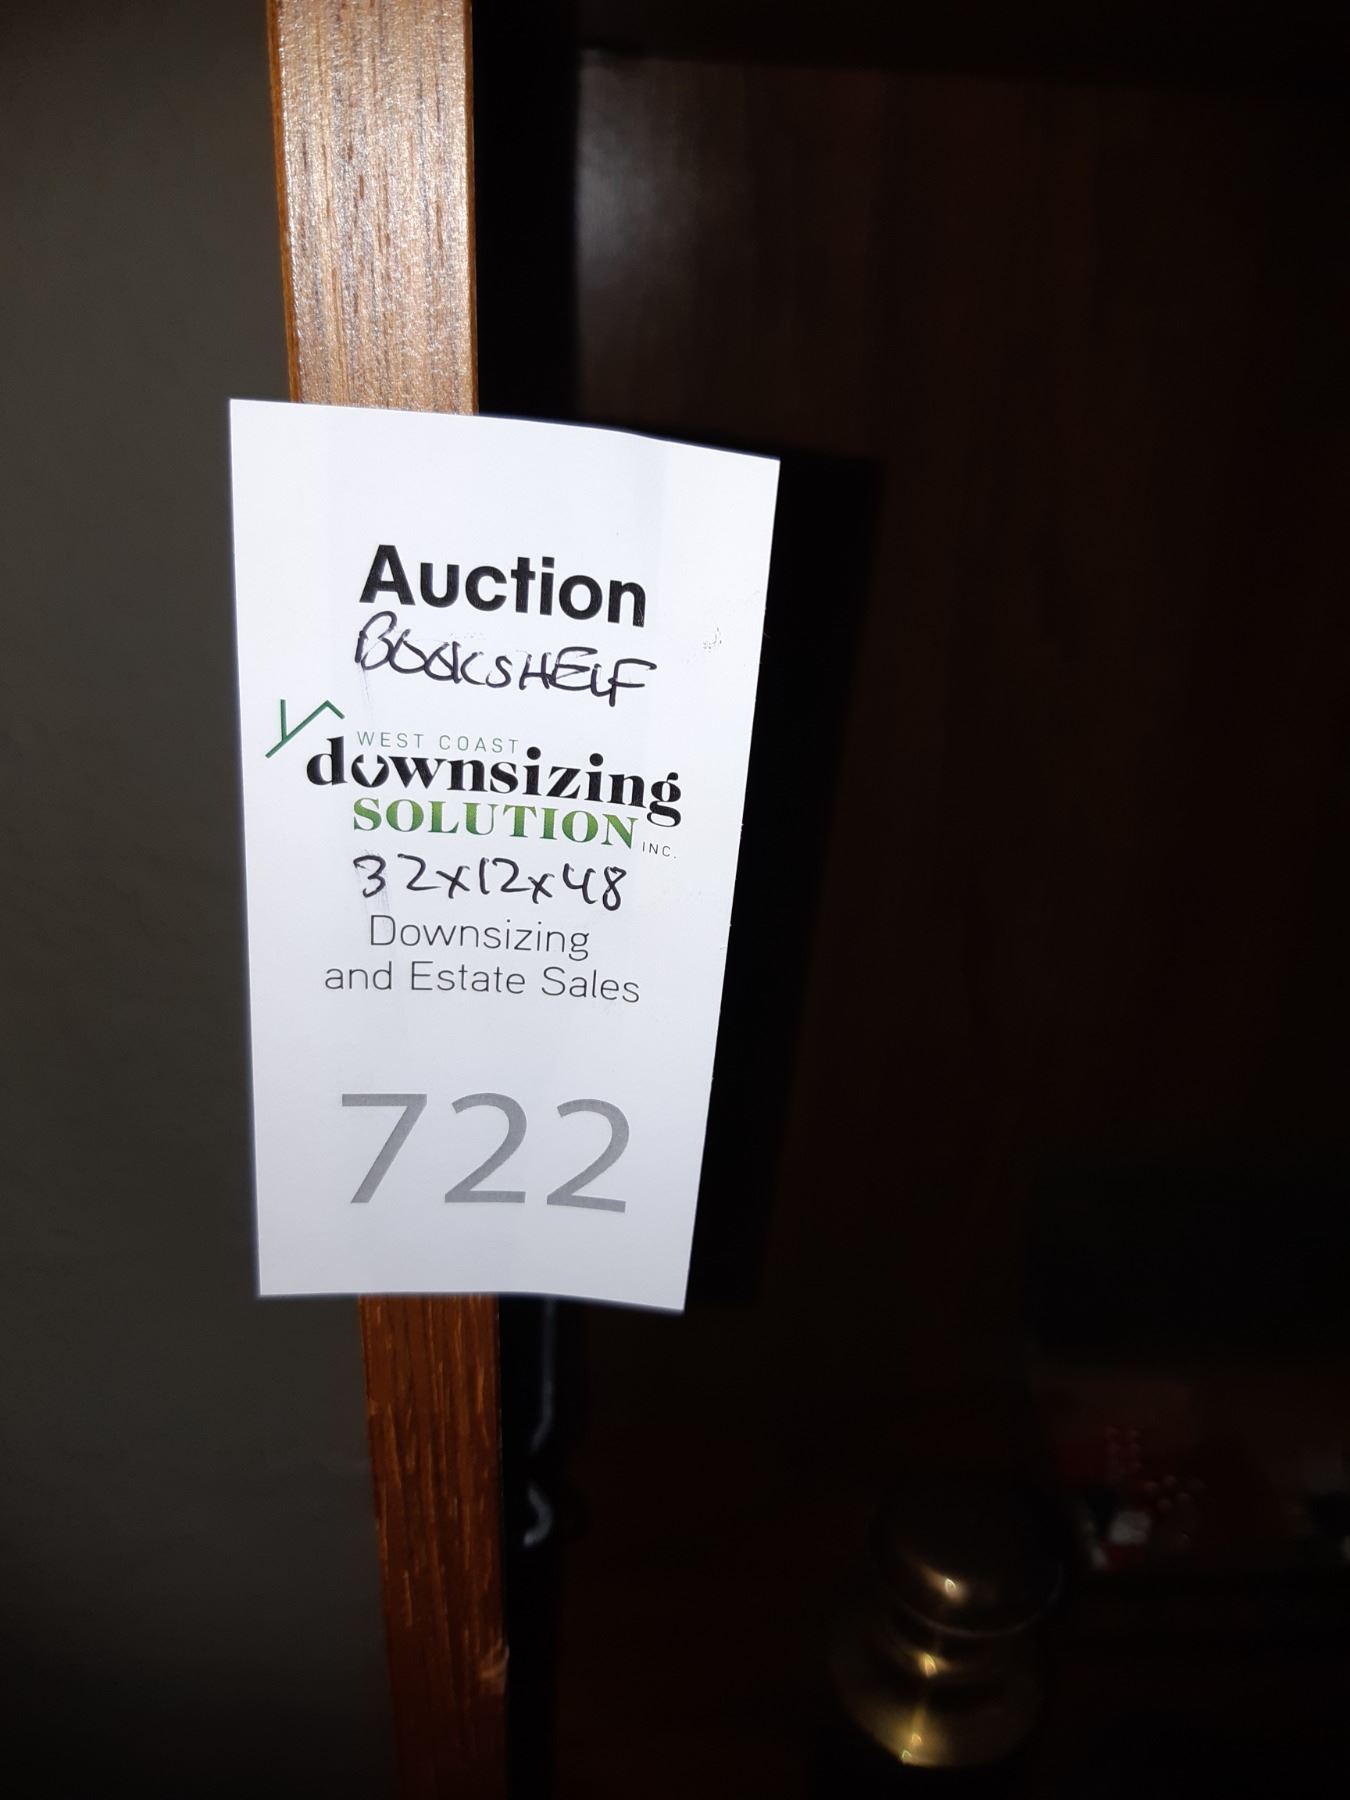 Auction
BOOKSHELF
WEST COAST
downsizing
SOLUTION INC.
32x12x48
Downsizing
and Estate Sales
722